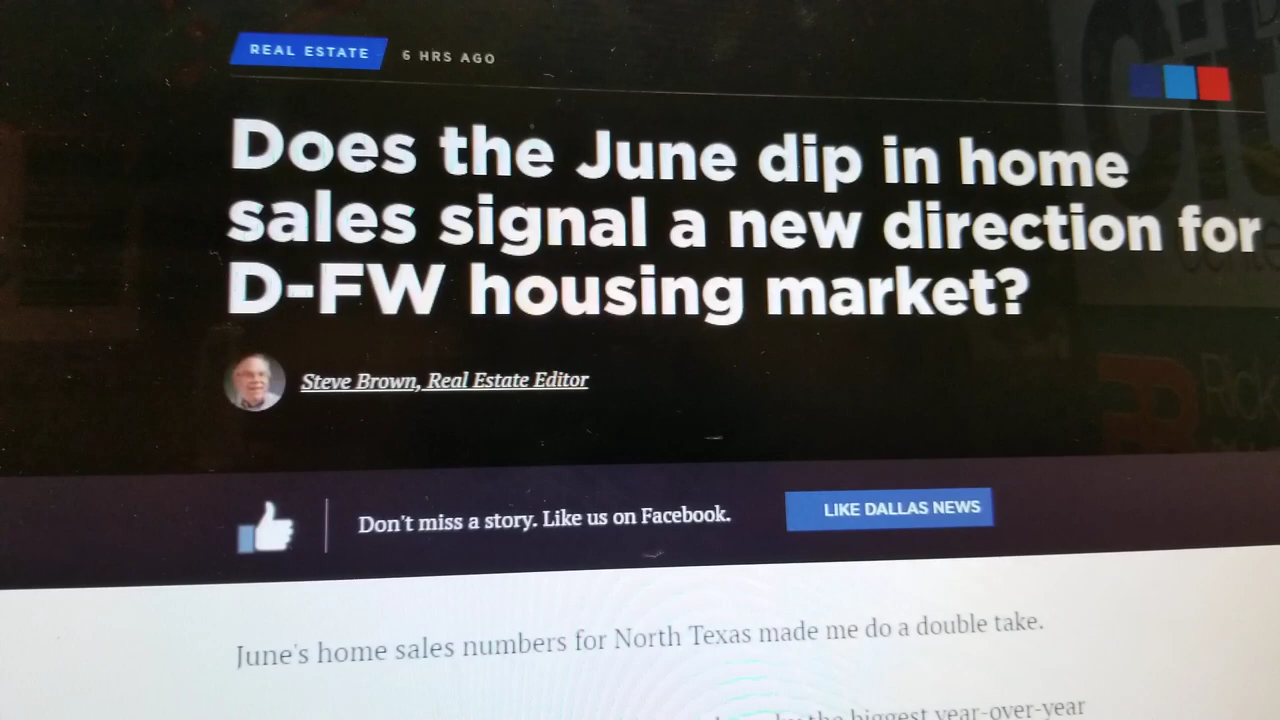 REAL ESTATE 6 HRS AGO
Does the June dip in home
sales signal a new direction for
D-FW housing market?
Steve Brown, Real Estate Editor
Don't miss a story. Like us on Facebook.
LIKE DALLAS NEWS
June's home sales numbers for North Texas made me do a double take.
by the biggest year-over-year